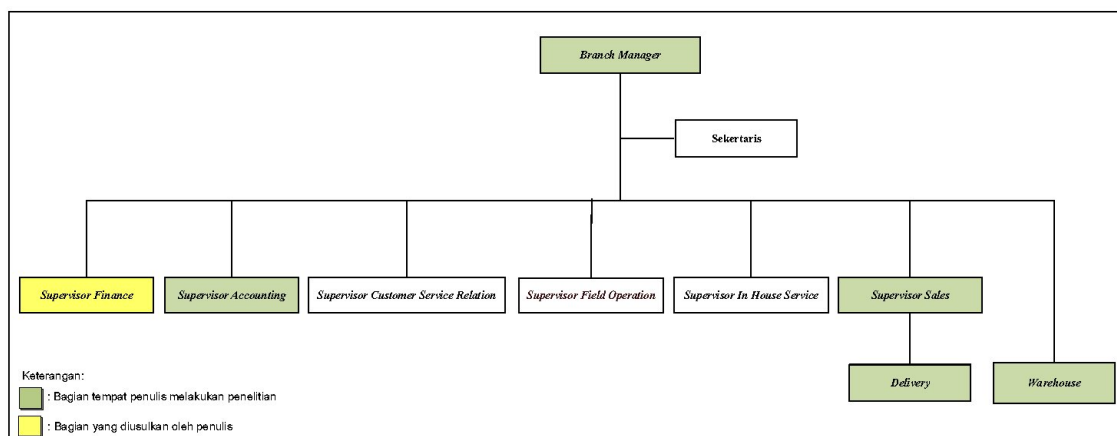 Branch Manager
Sekertaris
Supervisor Finance
Supervisor Accounting
Supervisor Customer Service Relation
Supervisor Field Operation
Supervisor In House Service
Supervisor Sales
Delivery
Warehouse
Keterangan:
: Bagian tempat penulis melakukan penelitian
: Bagian yang diusulkan oleh penulis